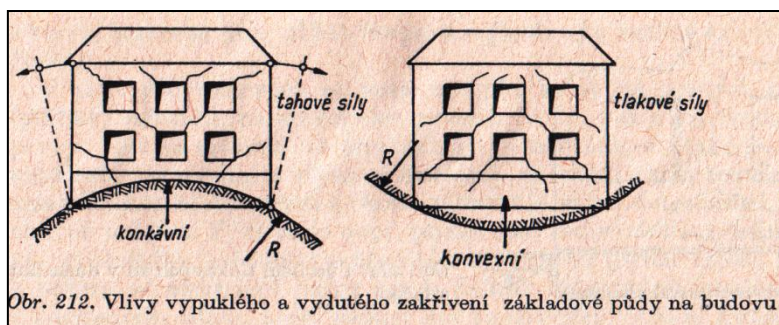 tahové síly
konkávní
R
tlakové síly
R
konvexní
Obr. 212. Vlivy vypuklého a vydutého zakřivení základové půdy na budovu